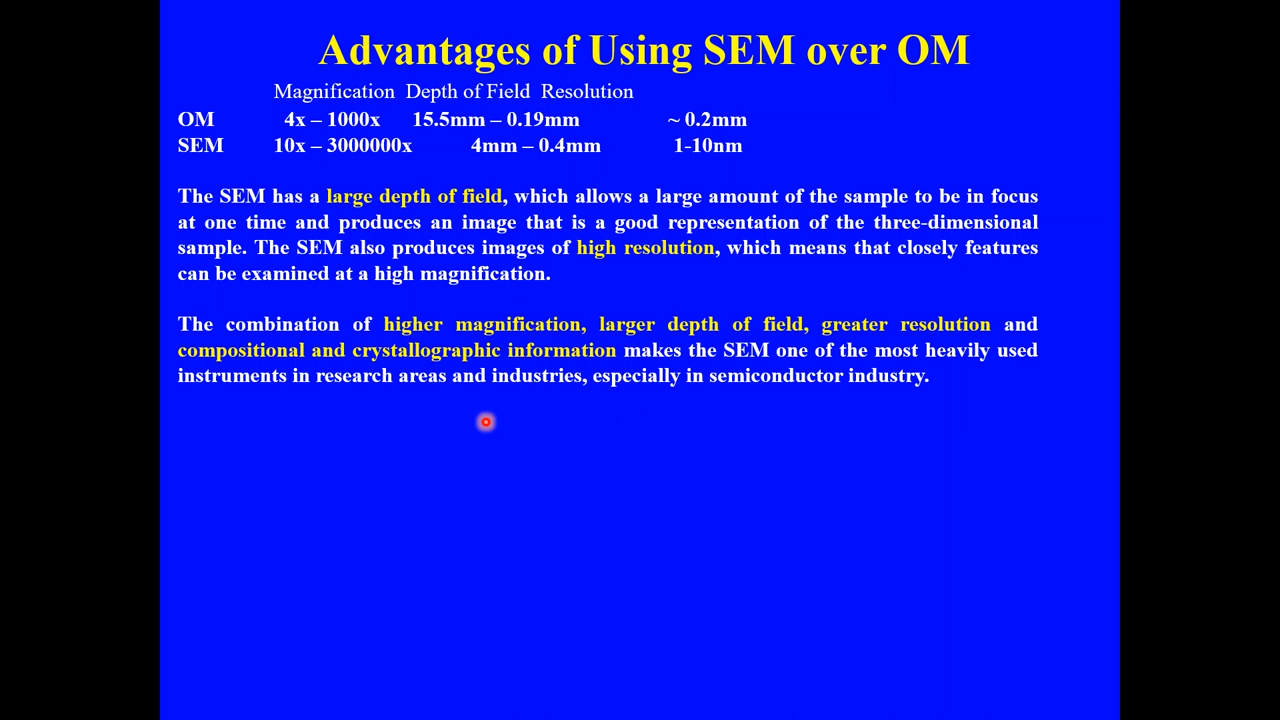 Advantages of Using SEM over OM
Magnification Depth of Field Resolution
OM 4x – 1000x 15.5mm – 0.19mm ~ 0.2mm
SEM 10x – 3000000x 4mm – 0.4mm 1-10nm
The SEM has a large depth of field, which allows a large amount of the sample to be in focus
at one time and produces an image that is a good representation of the three-dimensional
sample. The SEM also produces images of high resolution, which means that closely features
can be examined at a high magnification.
The combination of higher magnification, larger depth of field, greater resolution and
compositional and crystallographic information makes the SEM one of the most heavily used
instruments in research areas and industries, especially in semiconductor industry.